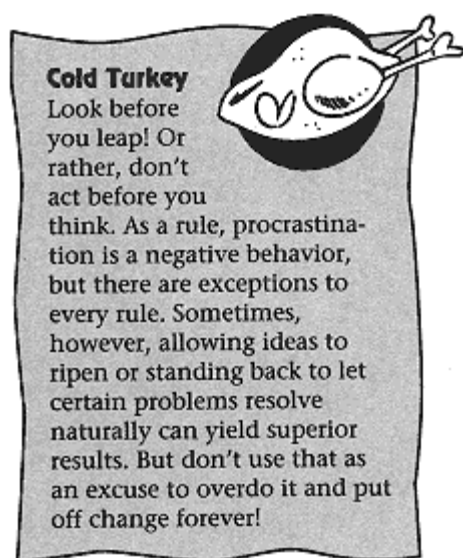 Cold Turkey
Look before
you leap! Or
rather, don't
act before you
think. As a rule, procrastina-
tion is a negative behavior,
but there are exceptions to
every rule. Sometimes,
however, allowing ideas to
ripen or standing back to let
certain problems resolve
naturally can yield superior
results. But don't use that as
an excuse to overdo it and put
off change forever!